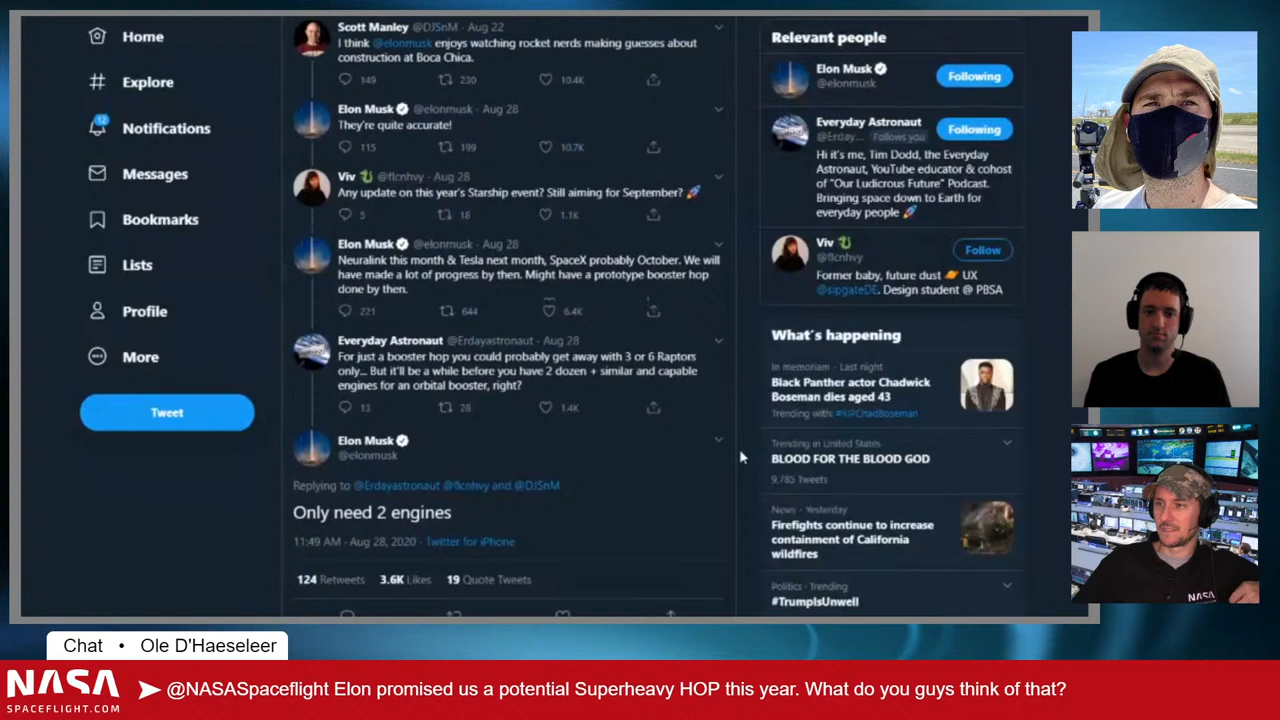 Home
Explore
12
Notifications
Messages
Bookmarks
Lists
Profile
More
Tweet
Scott Manley @DJSnM · Aug 22
I think @elonmusk enjoys watching rocket nerds making guesses about
construction at Boca Chica.
149 230 10.4K
Elon Musk @elonmusk · Aug 28
They're quite accurate!
115 199 10.7K
Viv @flcnhvy · Aug 28
Any update on this year's Starship event? Still aiming for September? 🚀
5 18 1.1K
Elon Musk @elonmusk · Aug 28
Neuralink this month & Tesla next month, SpaceX probably October. We will
have made a lot of progress by then. Might have a prototype booster hop
done by then.
221 644 6.4K
Everyday Astronaut @Erdayastronaut · Aug 28
For just a booster hop you could probably get away with 3 or 6 Raptors
only... But it'll be a while before you have 2 dozen + similar and capable
engines for an orbital booster, right?
13 26 1.4K
Elon Musk
@elonmusk
Replying to @Erdayastronaut @flcnhvy and @DJSnM
Only need 2 engines
11:49 AM · Aug 28, 2020 · Twitter for iPhone
124 Retweets 3.6K Likes 19 Quote Tweets
Relevant people
Elon Musk
@elonmusk
Following
Everyday Astronaut
@Erday... Follows you
Following
Hi it's me, Tim Dodd, the Everyday
Astronaut, YouTube educator & cohost
of "Our Ludicrous Future" Podcast.
Bringing space down to Earth for
everyday people 🚀
Viv
@flcnhvy
Follow
Former baby, future dust 🪐 UX
@sipgateDE. Design student @ PBSA
What's happening
In memoriam · Last night
Black Panther actor Chadwick
Boseman dies aged 43
Trending with: #RIPChadBoseman
Trending in United States
BLOOD FOR THE BLOOD GOD
9,785 Tweets
News · Yesterday
Firefights continue to increase
containment of California
wildfires
Politics · Trending
#TrumpIsUnwell
NASA
Chat • Ole D'Haeseleer
NASA
SPACEFLIGHT.COM
@NASASpaceflight Elon promised us a potential Superheavy HOP this year. What do you guys think of that?